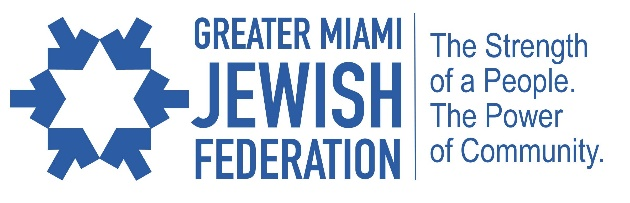 GREATER MIAMI
JEWISH
FEDERATION
The Strength
of a People.
The Power
of Community.